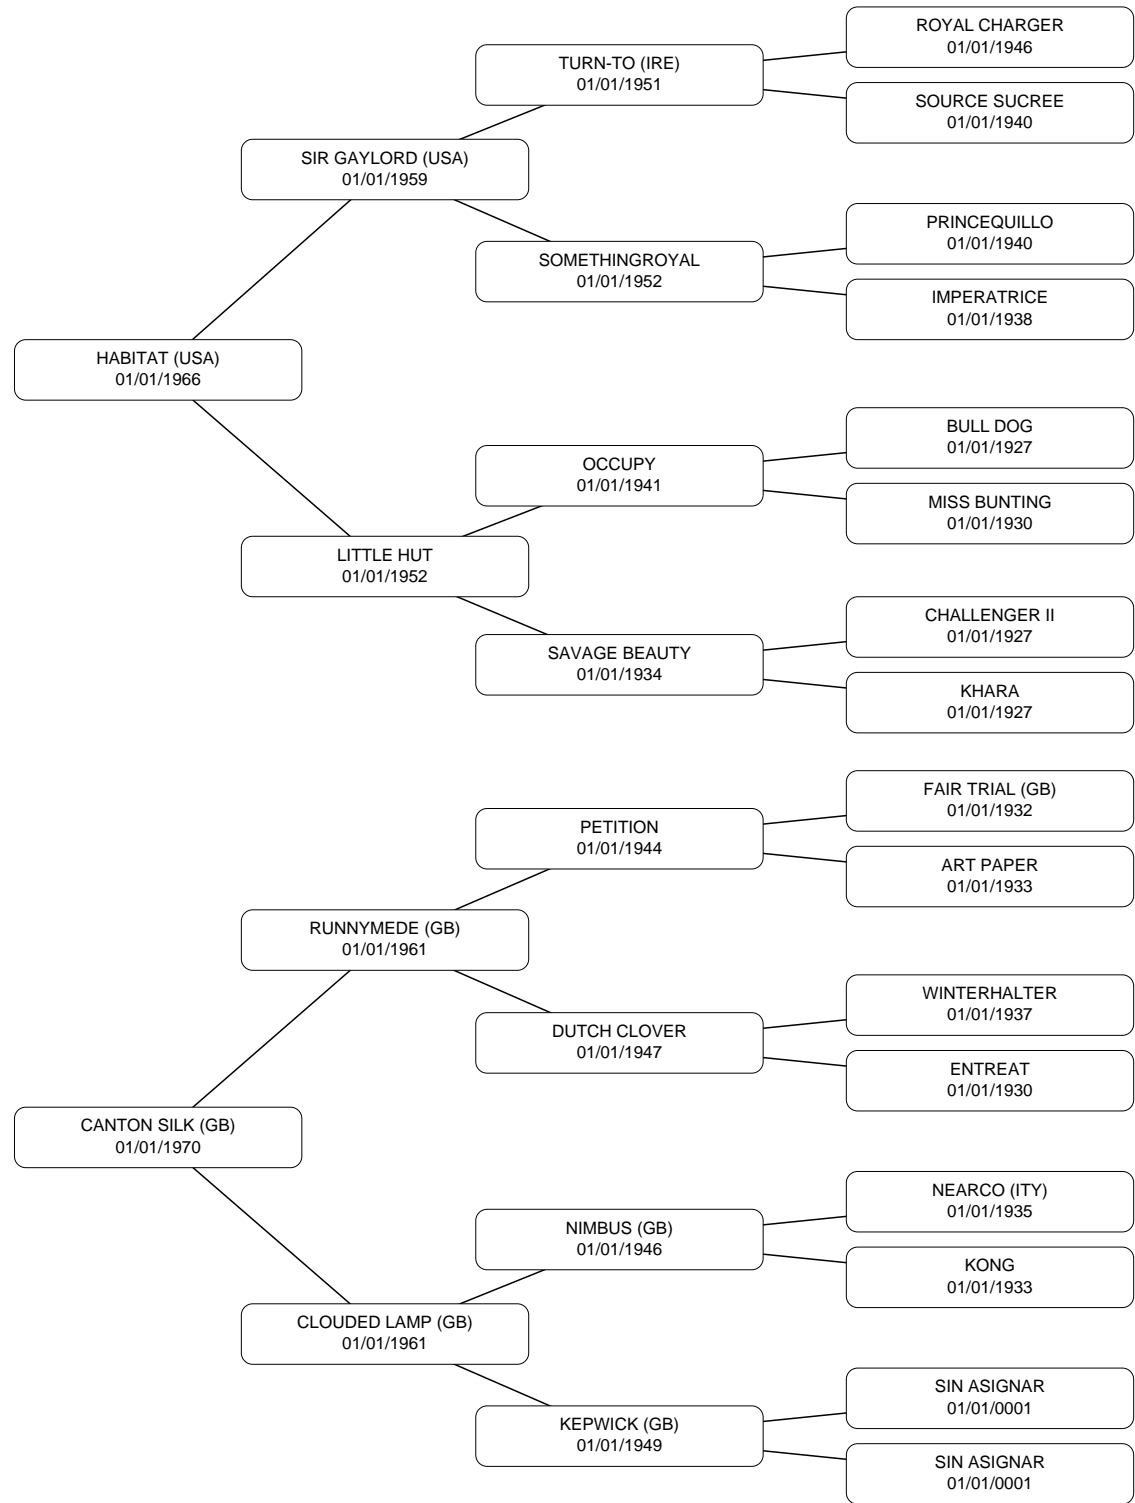 ROYAL CHARGER
01/01/1946
TURN-TO (IRE)
01/01/1951
SOURCE SUCREE
01/01/1940
SIR GAYLORD (USA)
01/01/1959
PRINCEQUILLO
01/01/1940
SOMETHINGROYAL
01/01/1952
IMPERATRICE
01/01/1938
HABITAT (USA)
01/01/1966
BULL DOG
01/01/1927
OCCUPY
01/01/1941
MISS BUNTING
01/01/1930
LITTLE HUT
01/01/1952
CHALLENGER II
01/01/1927
SAVAGE BEAUTY
01/01/1934
KHARA
01/01/1927
FAIR TRIAL (GB)
01/01/1932
PETITION
01/01/1944
ART PAPER
01/01/1933
RUNNYMEDE (GB)
01/01/1961
WINTERHALTER
01/01/1937
DUTCH CLOVER
01/01/1947
ENTREAT
01/01/1930
CANTON SILK (GB)
01/01/1970
NEARCO (ITY)
01/01/1935
NIMBUS (GB)
01/01/1946
KONG
01/01/1933
CLOUDED LAMP (GB)
01/01/1961
SIN ASIGNAR
01/01/0001
KEPWICK (GB)
01/01/1949
SIN ASIGNAR
01/01/0001